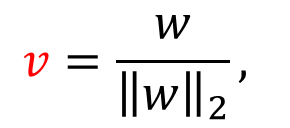 v = w / ‖w‖₂,